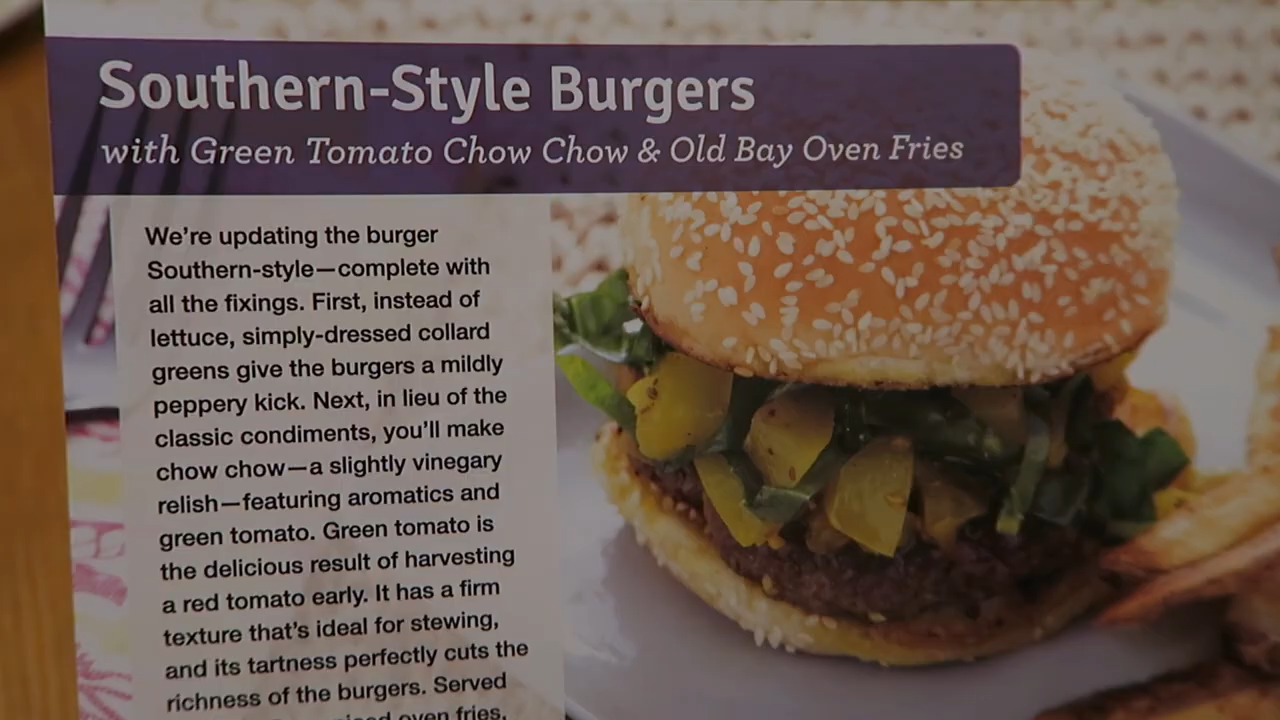 Southern-Style Burgers
with Green Tomato Chow Chow & Old Bay Oven Fries
We're updating the burger
Southern-style—complete with
all the fixings. First, instead of
lettuce, simply-dressed collard
greens give the burgers a mildly
peppery kick. Next, in lieu of the
classic condiments, you'll make
chow chow—a slightly vinegary
relish—featuring aromatics and
green tomato. Green tomato is
the delicious result of harvesting
a red tomato early. It has a firm
texture that's ideal for stewing,
and its tartness perfectly cuts the
richness of the burgers. Served
oven fries,